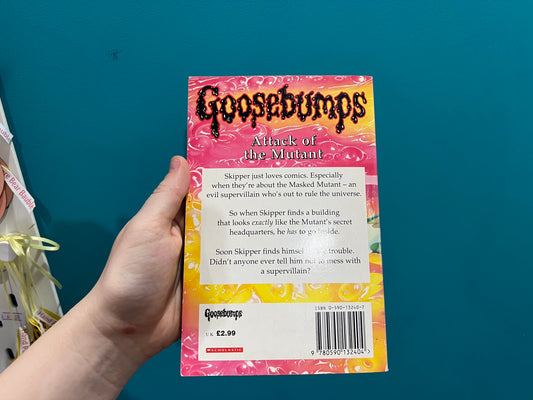 Goosebumps
Attack of
the Mutant
Skipper just loves comics. Especially
when they're about the Masked Mutant – an
evil supervillain who's out to rule the universe.
So when Skipper finds a building
that looks exactly like the Mutant's secret
headquarters, he has to go inside.
Soon Skipper finds himself trouble.
Didn't anyone ever tell him not to mess with
a supervillain?
ISBN 0-590-13240-7
Goosebumps
UK £2.99
SCHOLASTIC
9 780590 132404 >
Bear